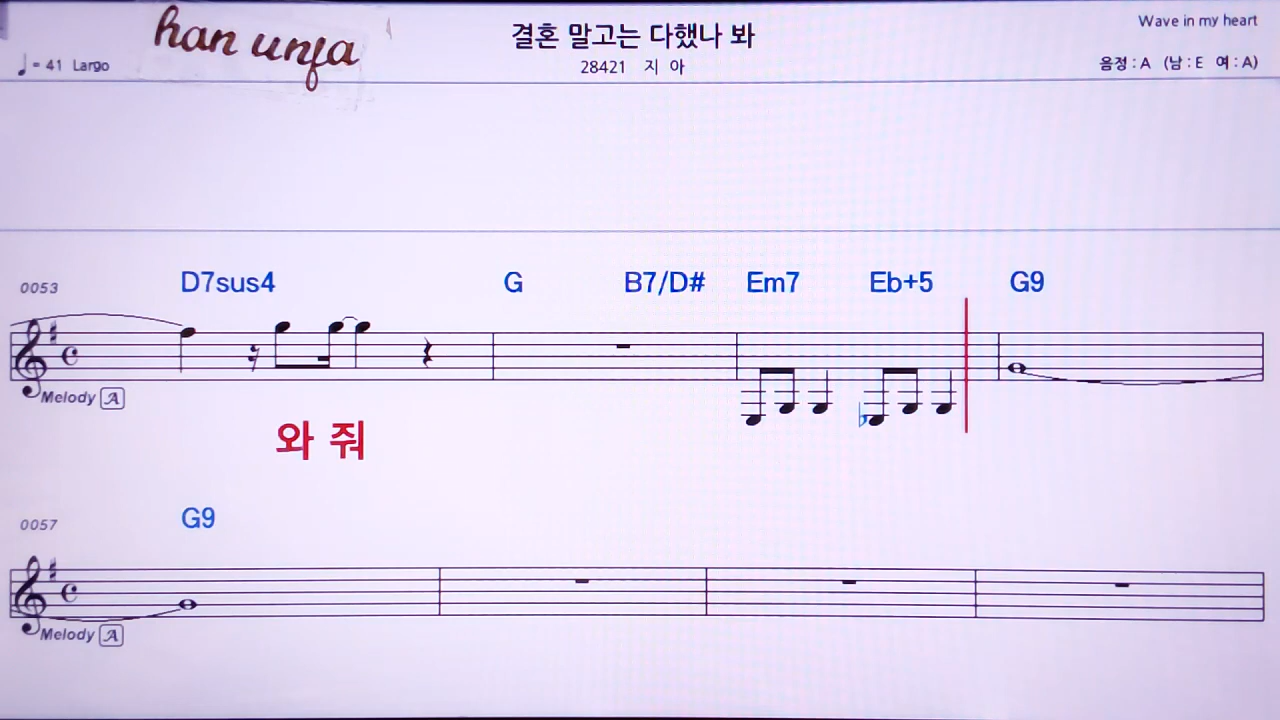 han unfa
결혼 말고는 다했나 봐
Wave in my heart
♩= 41 Largo
28421 지 아
음정 : A (남 : E 여 : A)
0053 D7sus4 G B7/D# Em7 Eb+5 G9
Melody A
와 줘
0057 G9
Melody A